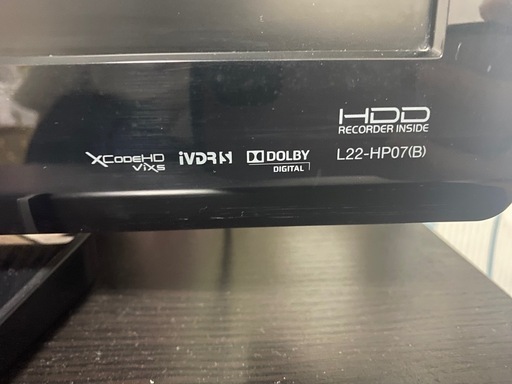 HDD
RECORDER INSIDE
XCODEHD
ViXS
iVDR S
DOLBY
DIGITAL
L22-HP07(B)